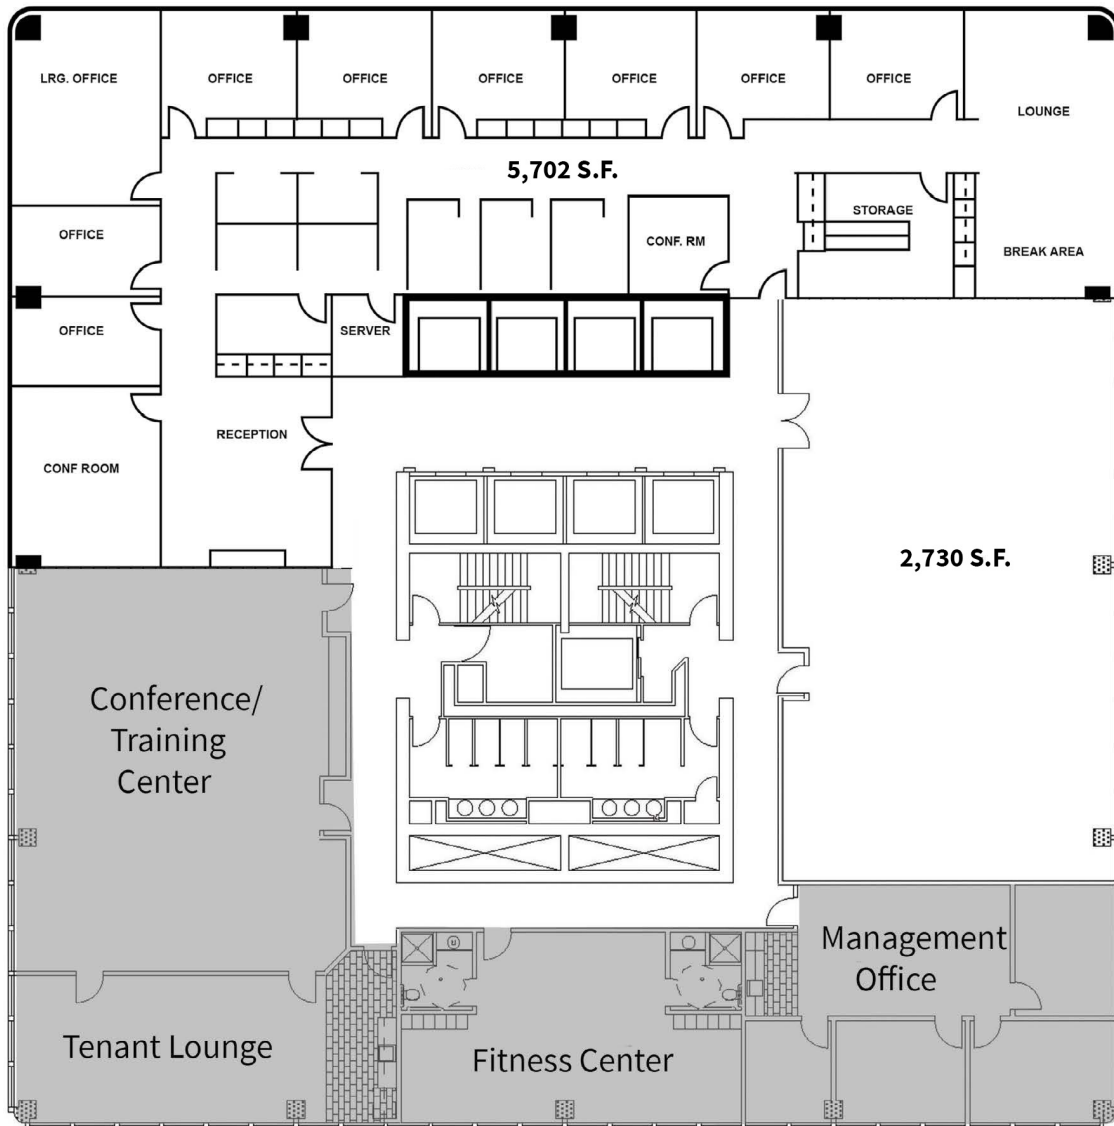 LRG. OFFICE
OFFICE
OFFICE
OFFICE
OFFICE
OFFICE
OFFICE
LOUNGE
5,702 S.F.
STORAGE
OFFICE
CONF. RM
BREAK AREA
OFFICE
SERVER
RECEPTION
CONF ROOM
2,730 S.F.
Conference/
Training
Center
Management
Office
Tenant Lounge
Fitness Center